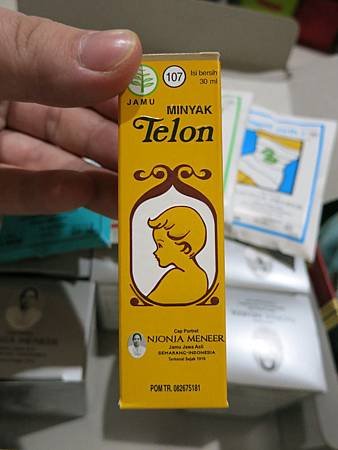 107
Isi bersih
30 ml
JAMU
MINYAK
Telon
Cap Potret
NJONJA MENEER
Jamu Jawa Asli
SEMARANG-INDONESIA
Terkenal Sejak 1919
POM TR. 082675181